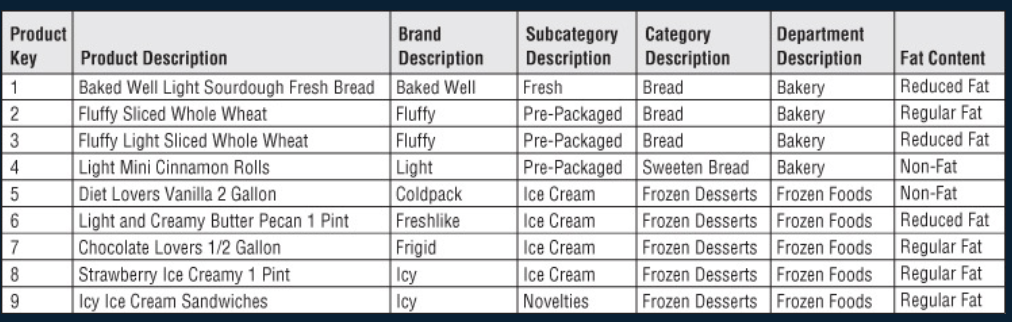 Product Key Product Description Brand Description Subcategory Description Category Description Department Description Fat Content
1 Baked Well Light Sourdough Fresh Bread Baked Well Fresh Bread Bakery Reduced Fat
2 Fluffy Sliced Whole Wheat Fluffy Pre-Packaged Bread Bakery Regular Fat
3 Fluffy Light Sliced Whole Wheat Fluffy Pre-Packaged Bread Bakery Reduced Fat
4 Light Mini Cinnamon Rolls Light Pre-Packaged Sweeten Bread Bakery Non-Fat
5 Diet Lovers Vanilla 2 Gallon Coldpack Ice Cream Frozen Desserts Frozen Foods Non-Fat
6 Light and Creamy Butter Pecan 1 Pint Freshlike Ice Cream Frozen Desserts Frozen Foods Reduced Fat
7 Chocolate Lovers 1/2 Gallon Frigid Ice Cream Frozen Desserts Frozen Foods Regular Fat
8 Strawberry Ice Creamy 1 Pint Icy Ice Cream Frozen Desserts Frozen Foods Regular Fat
9 Icy Ice Cream Sandwiches Icy Novelties Frozen Desserts Frozen Foods Regular Fat